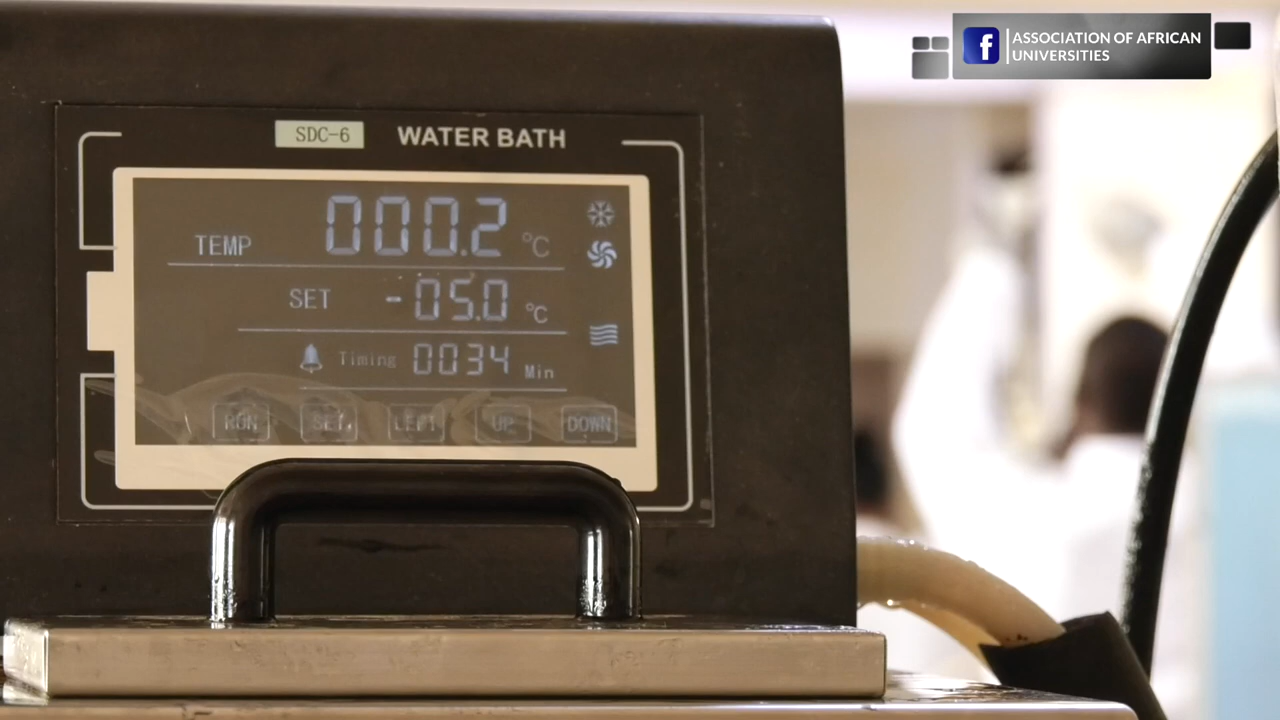 f ASSOCIATION OF AFRICAN
UNIVERSITIES
SDC-6 WATER BATH
TEMP 000.2 °C
SET -05.0 °C
Timing 0034 Min
RUN SET LEFT UP DOWN